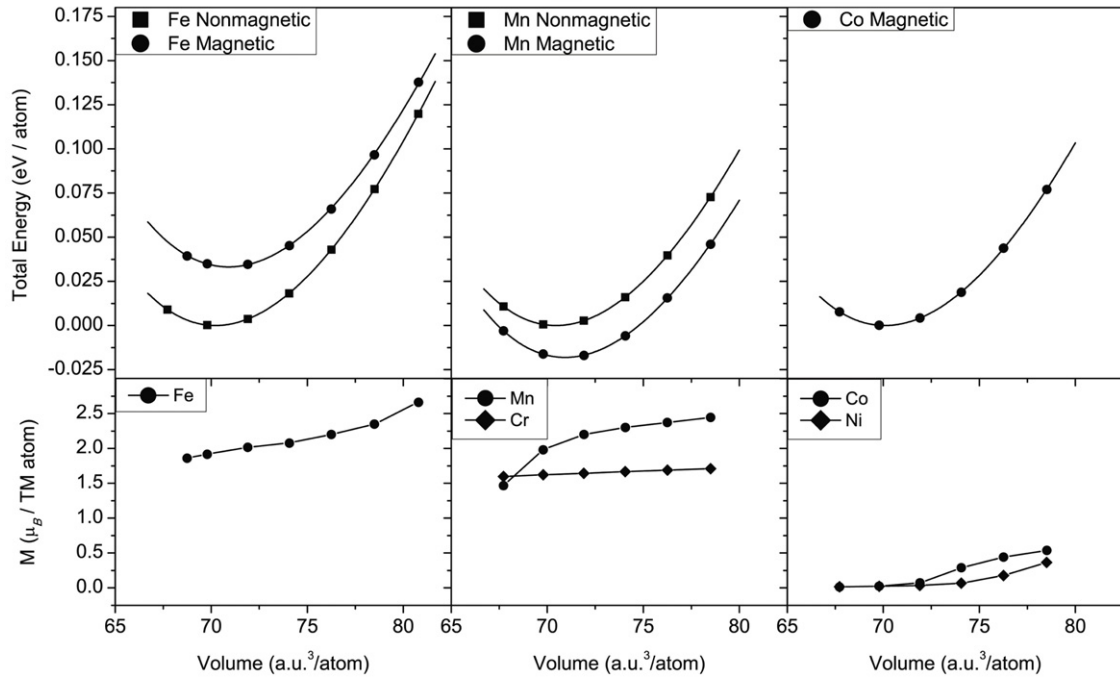 Fe Nonmagnetic
Fe Magnetic
Mn Nonmagnetic
Mn Magnetic
Co Magnetic
Total Energy (eV / atom)
0.175
0.150
0.125
0.100
0.075
0.050
0.025
0.000
-0.025
Fe
Mn
Cr
Co
Ni
M (μB / TM atom)
2.5
2.0
1.5
1.0
0.5
0.0
65 70 75 80 65 70 75 80 65 70 75 80
Volume (a.u.³/atom) Volume (a.u.³/atom) Volume (a.u.³/atom)